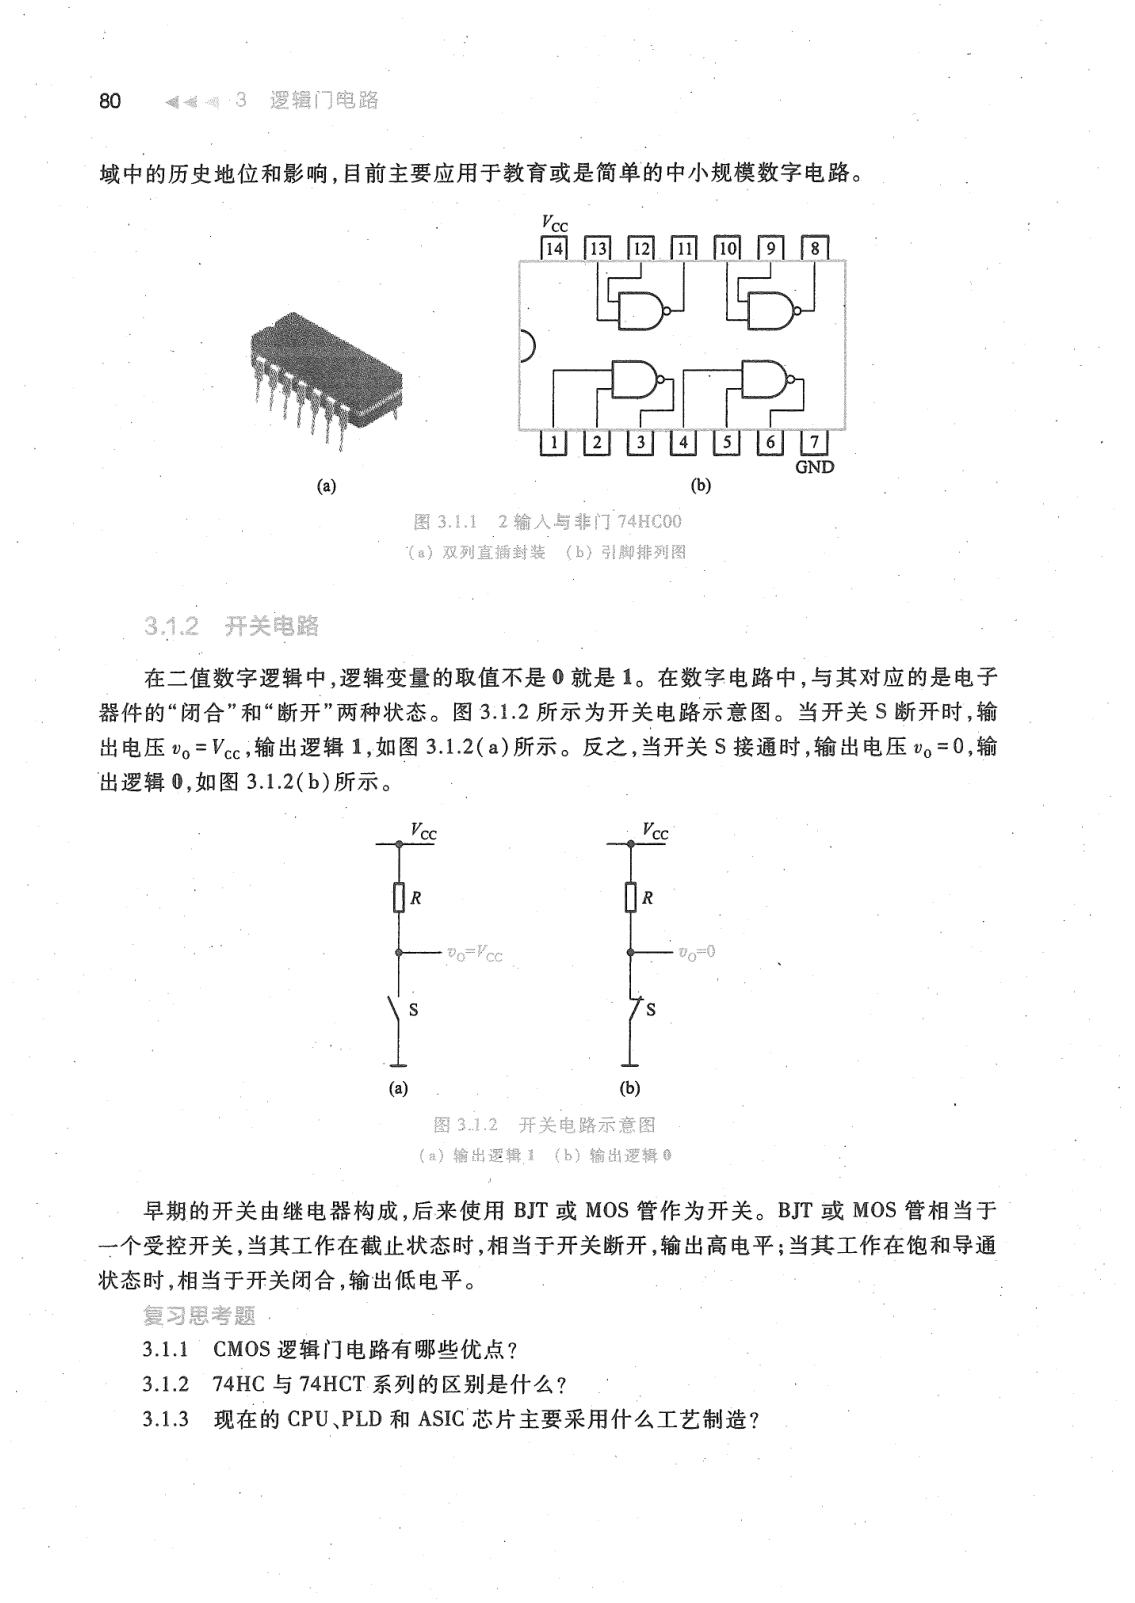 80 3 逻辑门电路
域中的历史地位和影响,目前主要应用于教育或是简单的中小规模数字电路。
VCC
14 13 12 11 10 9 8
1 2 3 4 5 6 7
GND
(a) (b)
图 3.1.1 2 输入与非门 74HC00
(a) 双列直插封装 (b) 引脚排列图
3.1.2 开关电路
在二值数字逻辑中,逻辑变量的取值不是 0 就是 1。在数字电路中,与其对应的是电子
器件的“闭合”和“断开”两种状态。图 3.1.2 所示为开关电路示意图。当开关 S 断开时,输
出电压 vO=VCC,输出逻辑 1,如图 3.1.2(a)所示。反之,当开关 S 接通时,输出电压 vO=0,输
出逻辑 0,如图 3.1.2(b)所示。
VCC VCC
R R
vO=VCC vO=0
S S
(a) (b)
图 3.1.2 开关电路示意图
(a) 输出逻辑 1 (b) 输出逻辑 0
早期的开关由继电器构成,后来使用 BJT 或 MOS 管作为开关。BJT 或 MOS 管相当于
一个受控开关,当其工作在截止状态时,相当于开关断开,输出高电平;当其工作在饱和导通
状态时,相当于开关闭合,输出低电平。
复习思考题
3.1.1 CMOS 逻辑门电路有哪些优点?
3.1.2 74HC 与 74HCT 系列的区别是什么?
3.1.3 现在的 CPU、PLD 和 ASIC 芯片主要采用什么工艺制造?